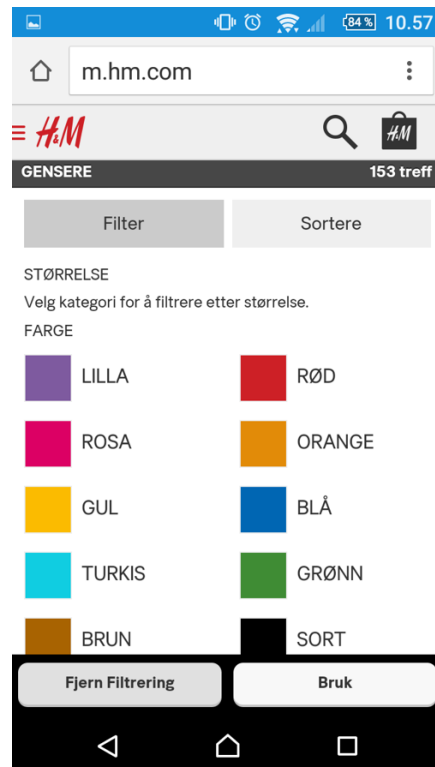 84% 10.57
m.hm.com
H&M H&M
GENSERE 153 treff
Filter Sortere
STØRRELSE
Velg kategori for å filtrere etter størrelse.
FARGE
LILLA RØD
ROSA ORANGE
GUL BLÅ
TURKIS GRØNN
BRUN SORT
Fjern Filtrering Bruk